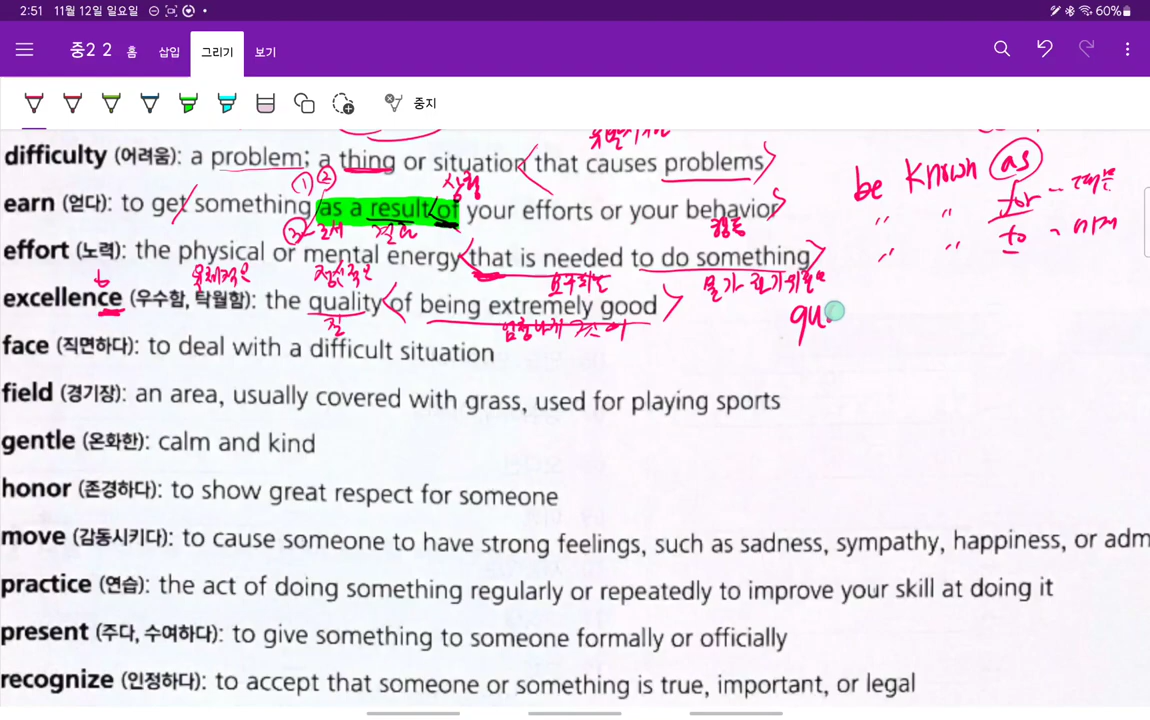 2:51 11월 12일 일요일 60%
중2 2 홈 삽입 그리기 보기
중지
difficulty (어려움): a problem; a thing or situation that causes problems
be known as
① ② 상황
earn (얻다): to get something as a result of your efforts or your behavior
" " for
③ 결과 행동
effort (노력): the physical or mental energy that is needed to do something
" " to
육체적은 정신적은 요구되는
excellence (우수함, 탁월함): the quality of being extremely good
질
qu
face (직면하다): to deal with a difficult situation
field (경기장): an area, usually covered with grass, used for playing sports
gentle (온화한): calm and kind
honor (존경하다): to show great respect for someone
move (감동시키다): to cause someone to have strong feelings, such as sadness, sympathy, happiness, or adm
practice (연습): the act of doing something regularly or repeatedly to improve your skill at doing it
present (주다, 수여하다): to give something to someone formally or officially
recognize (인정하다): to accept that someone or something is true, important, or legal